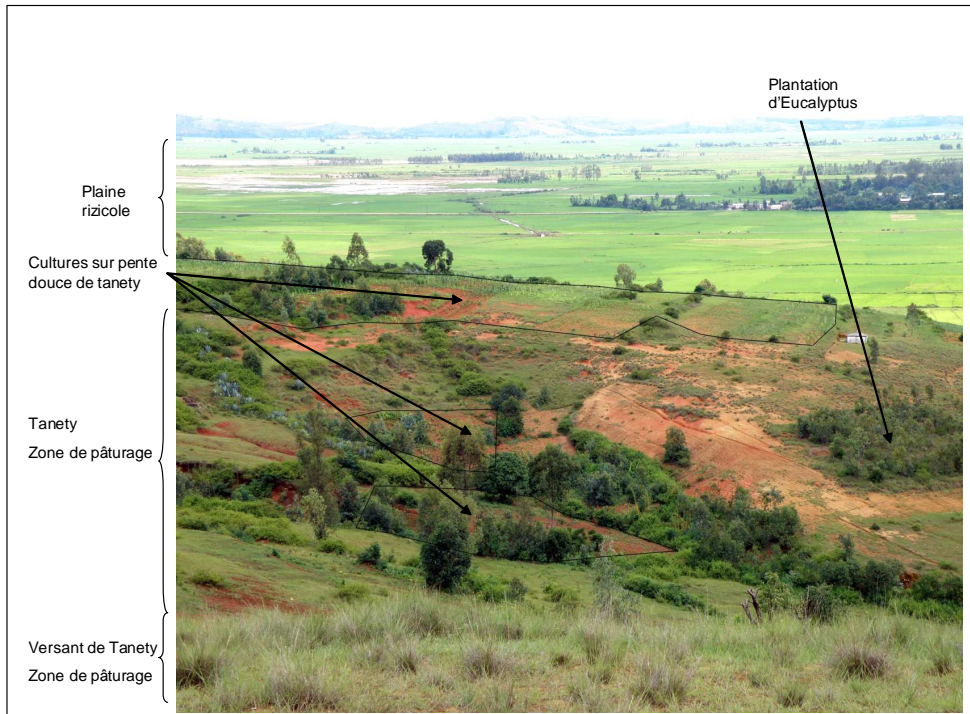 Plantation
d'Eucalyptus
Plaine
rizicole
Cultures sur pente
douce de tanety
Tanety
Zone de pâturage
Versant de Tanety
Zone de pâturage